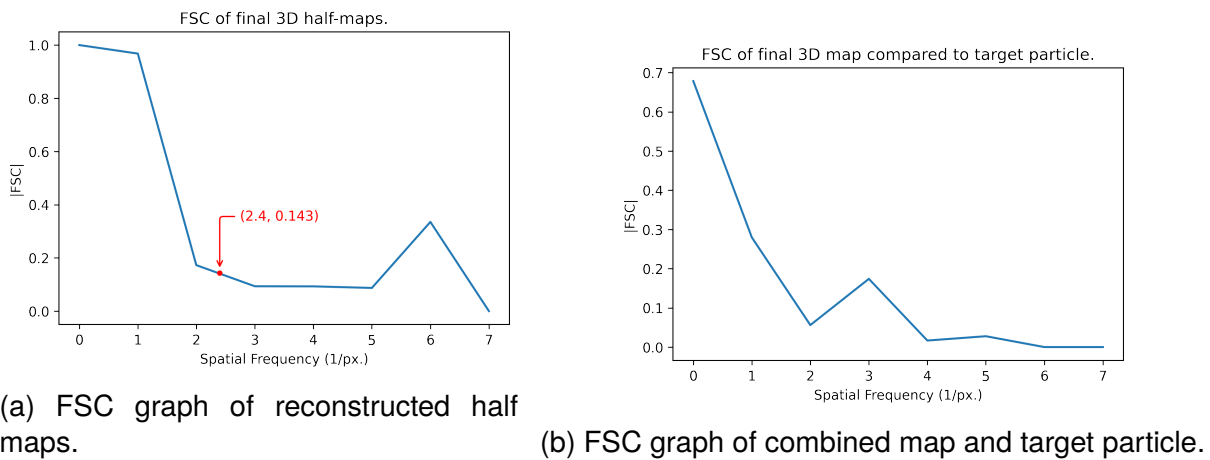 FSC of final 3D half-maps.
1.0
0.8
0.6
0.4
0.2
0.0
|FSC|
(2.4, 0.143)
0 1 2 3 4 5 6 7
Spatial Frequency (1/px.)
(a) FSC graph of reconstructed half
maps.
FSC of final 3D map compared to target particle.
0.7
0.6
0.5
0.4
0.3
0.2
0.1
0.0
|FSC|
0 1 2 3 4 5 6 7
Spatial Frequency (1/px.)
(b) FSC graph of combined map and target particle.